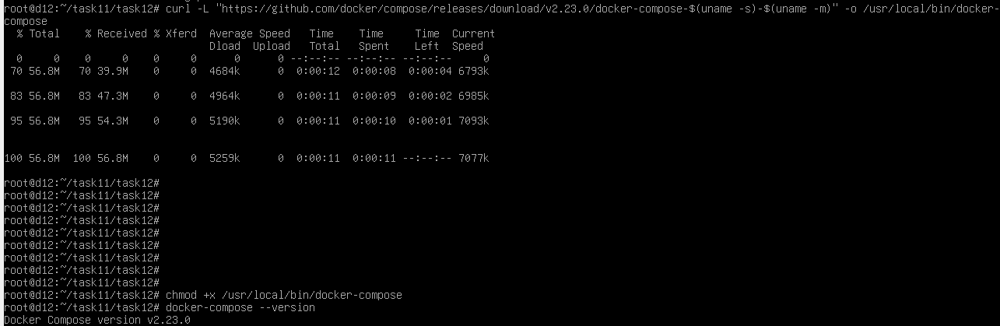 root@d12:~/task11/task12# curl -L "https://github.com/docker/compose/releases/download/v2.23.0/docker-compose-$(uname -s)-$(uname -m)" -o /usr/local/bin/docker-
compose
  % Total    % Received % Xferd  Average Speed   Time    Time     Time  Current
                                 Dload  Upload   Total   Spent    Left  Speed
  0     0    0     0    0     0      0      0 --:--:-- --:--:-- --:--:--     0
 70 56.8M   70 39.9M    0     0  4684k      0  0:00:12  0:00:08  0:00:04 6793k
 83 56.8M   83 47.3M    0     0  4964k      0  0:00:11  0:00:09  0:00:02 6985k
 95 56.8M   95 54.3M    0     0  5190k      0  0:00:11  0:00:10  0:00:01 7093k
100 56.8M  100 56.8M    0     0  5259k      0  0:00:11  0:00:11 --:--:-- 7077k
root@d12:~/task11/task12#
root@d12:~/task11/task12#
root@d12:~/task11/task12#
root@d12:~/task11/task12#
root@d12:~/task11/task12#
root@d12:~/task11/task12#
root@d12:~/task11/task12#
root@d12:~/task11/task12#
root@d12:~/task11/task12#
root@d12:~/task11/task12# chmod +x /usr/local/bin/docker-compose
root@d12:~/task11/task12# docker-compose --version
Docker Compose version v2.23.0